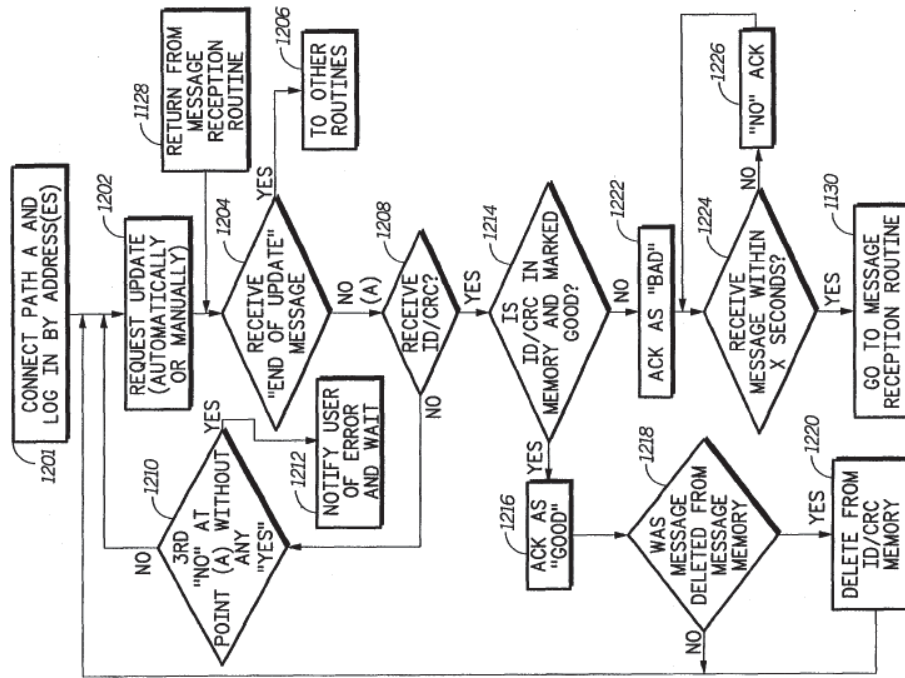 CONNECT PATH A AND
LOG IN BY ADDRESS(ES)
1201
REQUEST UPDATE
(AUTOMATICALLY
OR MANUALLY)
1202
RETURN FROM
MESSAGE
RECEPTION
ROUTINE
1128
RECEIVE
"END OF UPDATE"
MESSAGE
1204
YES
TO OTHER
ROUTINES
1206
NO
(A)
RECEIVE
ID/CRC?
1208
NO
YES
3RD
"NO" AT
POINT (A) WITHOUT
ANY
"YES"
1210
NO
YES
NOTIFY USER
OF ERROR
AND WAIT
1212
IS
ID/CRC IN
MEMORY AND MARKED
GOOD?
1214
YES
NO
ACK AS
"GOOD"
1216
WAS
MESSAGE
DELETED FROM
MESSAGE
MEMORY
1218
NO
YES
DELETE FROM
ID/CRC
MEMORY
1220
ACK AS "BAD"
1222
RECEIVE
MESSAGE WITHIN
X SECONDS?
1224
NO
"NO" ACK
1226
YES
GO TO MESSAGE
RECEPTION ROUTINE
1130